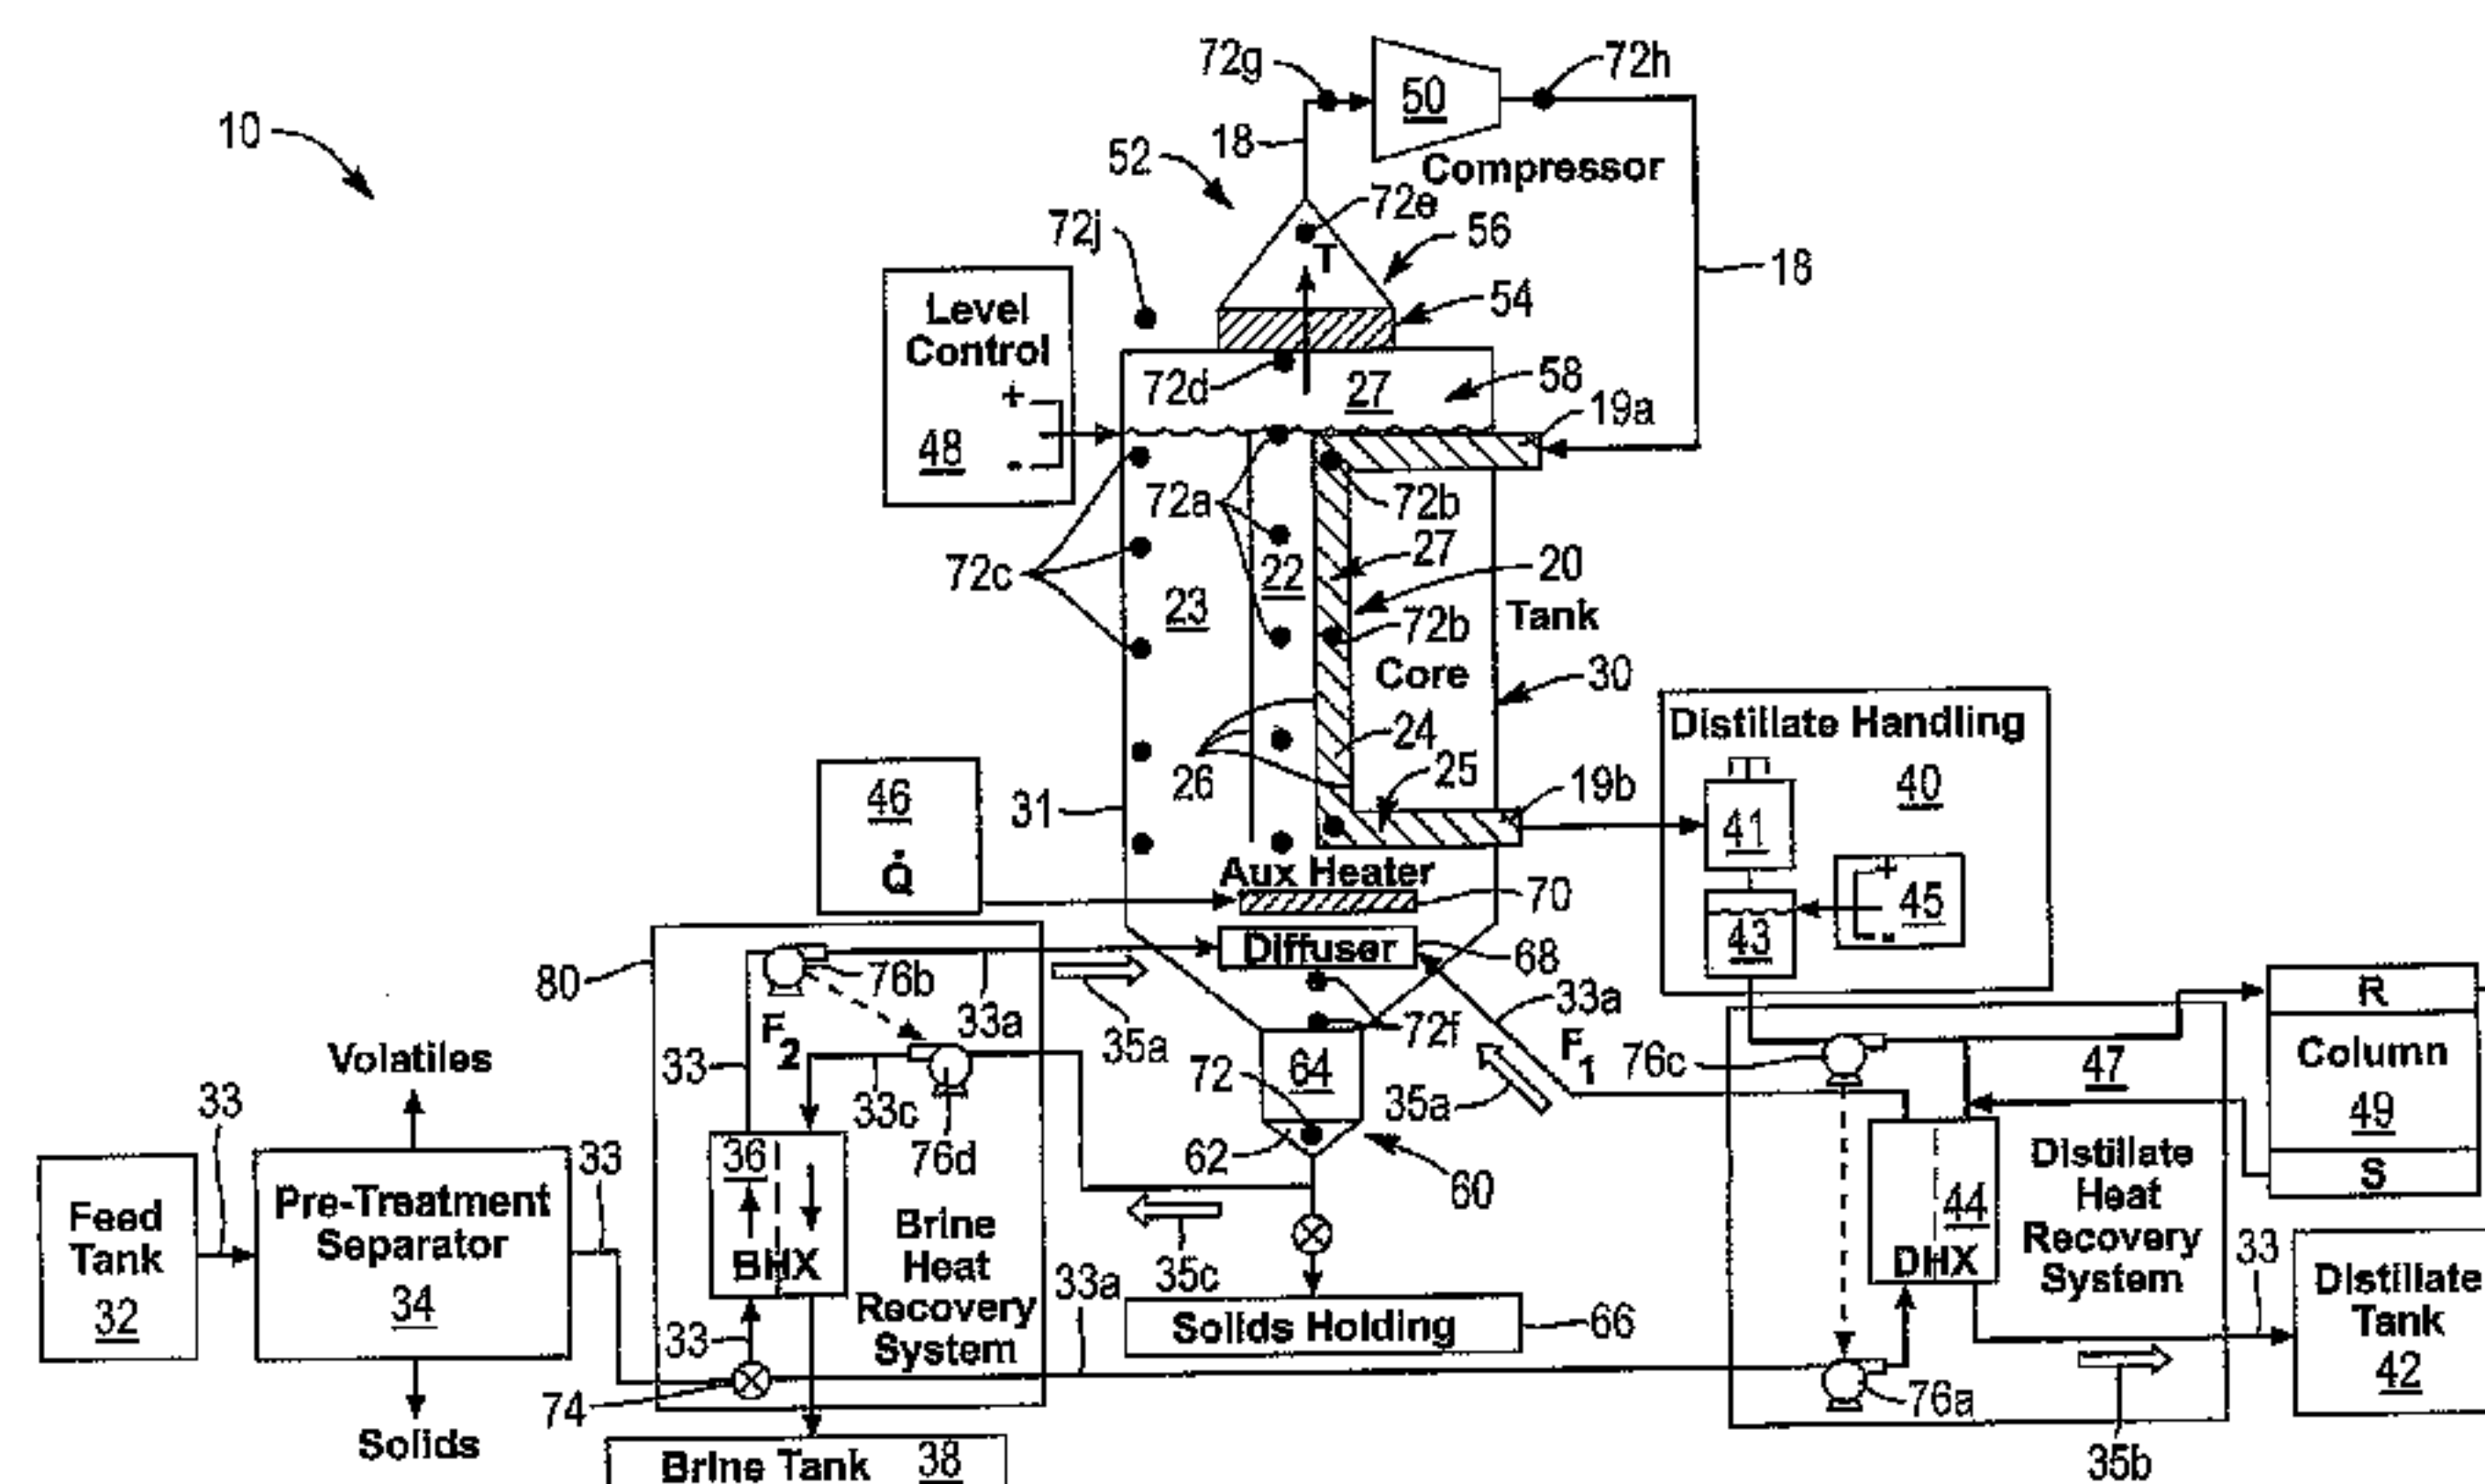 10
72g
72h
50
18
52
Compressor
72e
T
56
72j
18
54
Level
Control
+
-
48
72d
27
58
19a
72a
72b
27
20
72c
22
23
Tank
72b
Core
30
Distillate Handling
24
26
25
19b
40
31
46
Q̇
41
Aux Heater
70
+
-
45
43
Diffuser
68
80
76b
33a
35a
33a
72f
F1
R
Column
49
S
F2
33
33c
76d
72
64
35a
76c
47
Volatiles
33
33
36
62
60
Feed
Tank
32
Pre-Treatment
Separator
34
BHX
Brine
Heat
Recovery
System
35c
44
DHX
Distillate
Heat
Recovery
System
33
Distillate
Tank
42
33
33a
Solids Holding
66
74
76a
35b
Solids
Brine Tank 38